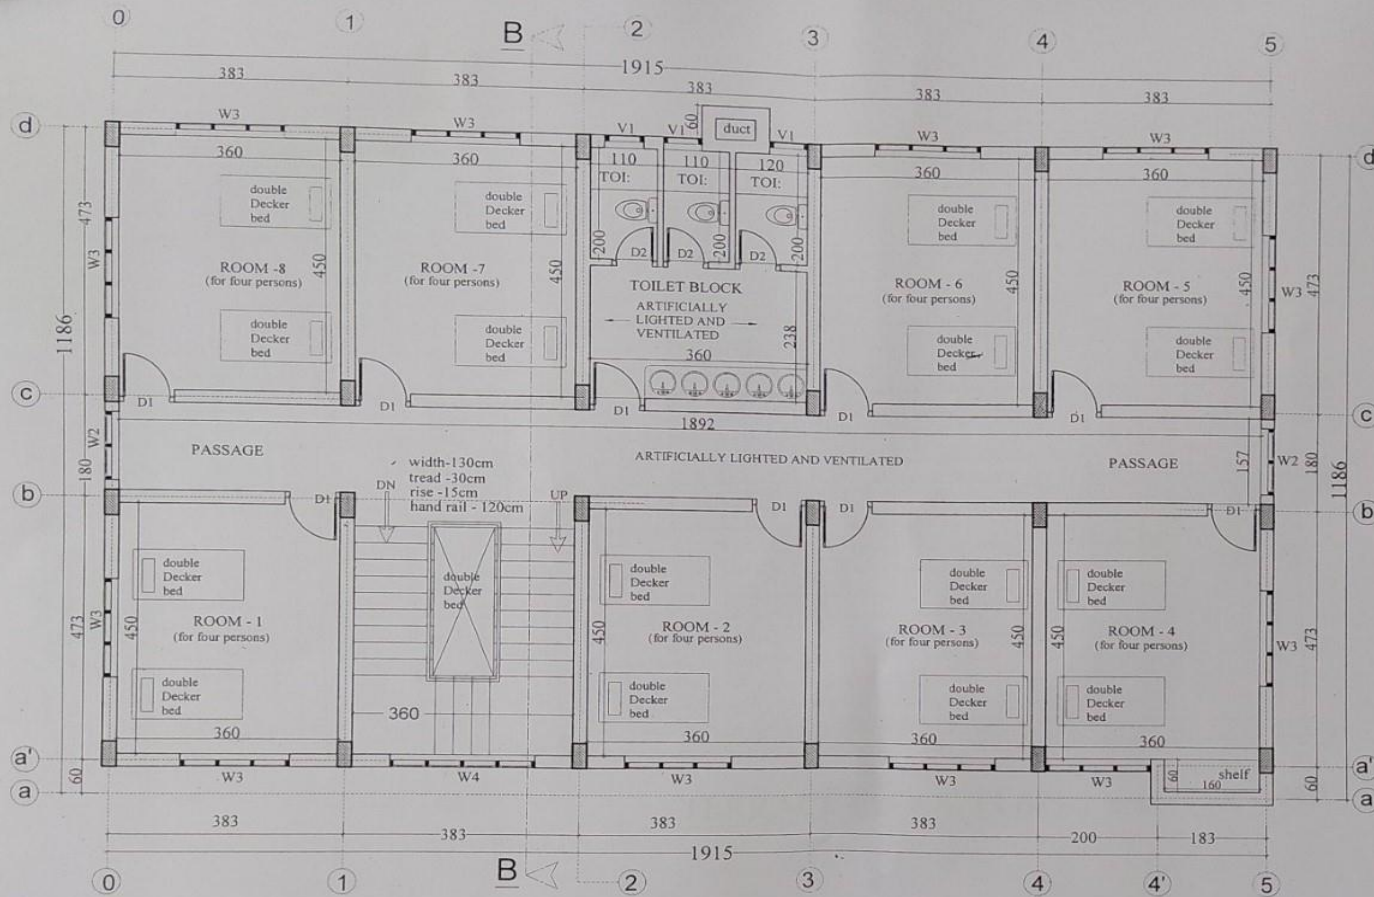 0 1 B 2 3 4 5
1915
383 383 383 383 383
d W3 W3 V1 V1 60 duct V1 W3 W3 d
360 360 110 110 120 360 360
TOI: TOI: TOI:
double
Decker
bed
double
Decker
bed
double
Decker
bed
double
Decker
bed
473 W3 450 450 200 200 200 450 450 W3 473
D2 D2 D2
ROOM -8
(for four persons)
ROOM -7
(for four persons)
TOILET BLOCK
ARTIFICIALLY
LIGHTED AND
VENTILATED
238
360
ROOM - 6
(for four persons)
ROOM - 5
(for four persons)
1186
double
Decker
bed
double
Decker
bed
double
Decker
bed
double
Decker
bed
c D1 D1 D1 D1 D1 c
1892
W2 180 PASSAGE ARTIFICIALLY LIGHTED AND VENTILATED PASSAGE 157 W2 180
1186
width-130cm
tread -30cm
rise -15cm
hand rail - 120cm
DN UP
b D1 D1 D1 D1 b
double
Decker
bed
double
Decker
bed
double
Decker
bed
double
Decker
bed
double
Decker
bed
473 W3 450 450 450 450 W3 473
ROOM - 1
(for four persons)
ROOM - 2
(for four persons)
ROOM - 3
(for four persons)
ROOM - 4
(for four persons)
double
Decker
bed
double
Decker
bed
double
Decker
bed
double
Decker
bed
360 360 360 360 360
a' W3 W4 W3 W3 W3 a'
60 60 shelf 60
160
a a
383 383 383 383 200 183
1915
0 1 B 2 3 4 4' 5